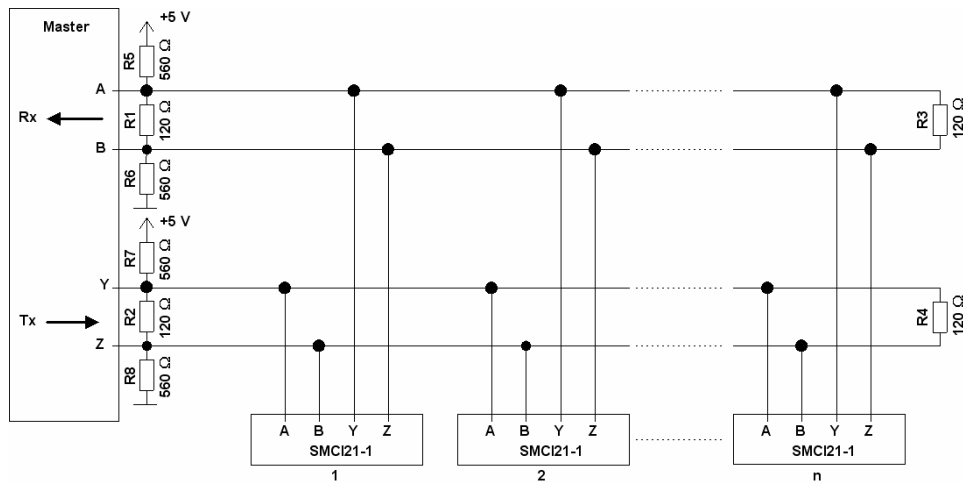 Master
+5 V
R5
560 Ω
A
Rx
R1
120 Ω
R3
120 Ω
B
R6
560 Ω
+5 V
R7
560 Ω
Y
Tx
R2
120 Ω
R4
120 Ω
Z
R8
560 Ω
A B Y Z
SMCI21-1
1
A B Y Z
SMCI21-1
2
A B Y Z
SMCI21-1
n